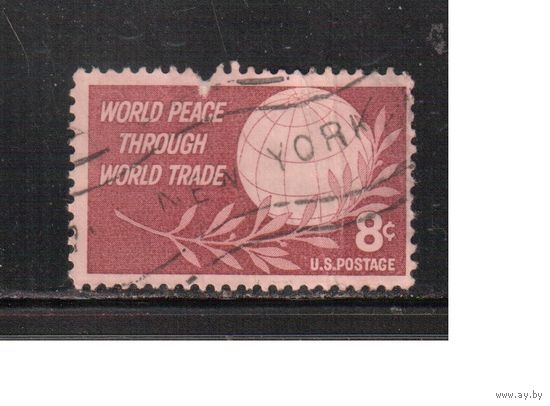 WORLD PEACE
THROUGH
WORLD TRADE
NEW YORK
8¢
U.S.POSTAGE
www.ay.by